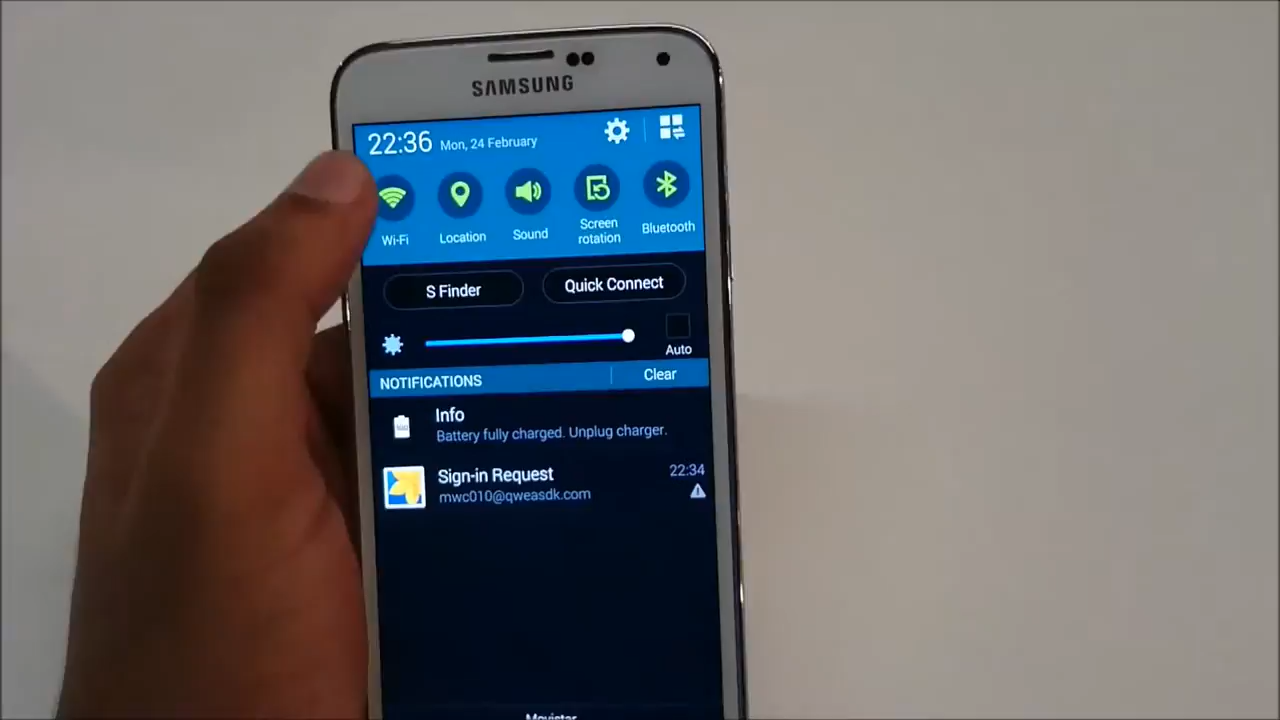 SAMSUNG
22:36 Mon, 24 February
Wi-Fi
Location
Sound
Screen
rotation
Bluetooth
S Finder
Quick Connect
Auto
NOTIFICATIONS
Clear
Info
Battery fully charged. Unplug charger.
Sign-in Request
22:34
mwc010@qweasdk.com
Movistar